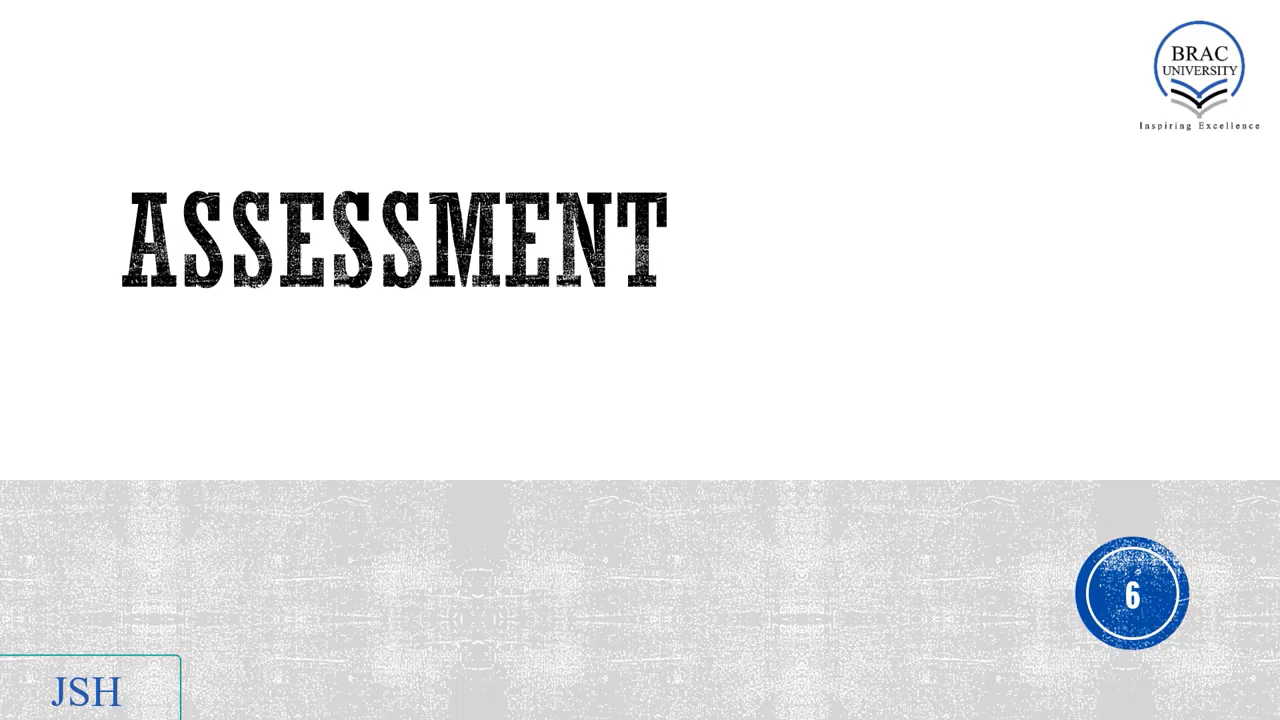 BRAC
UNIVERSITY
Inspiring Excellence
ASSESSMENT
6
JSH